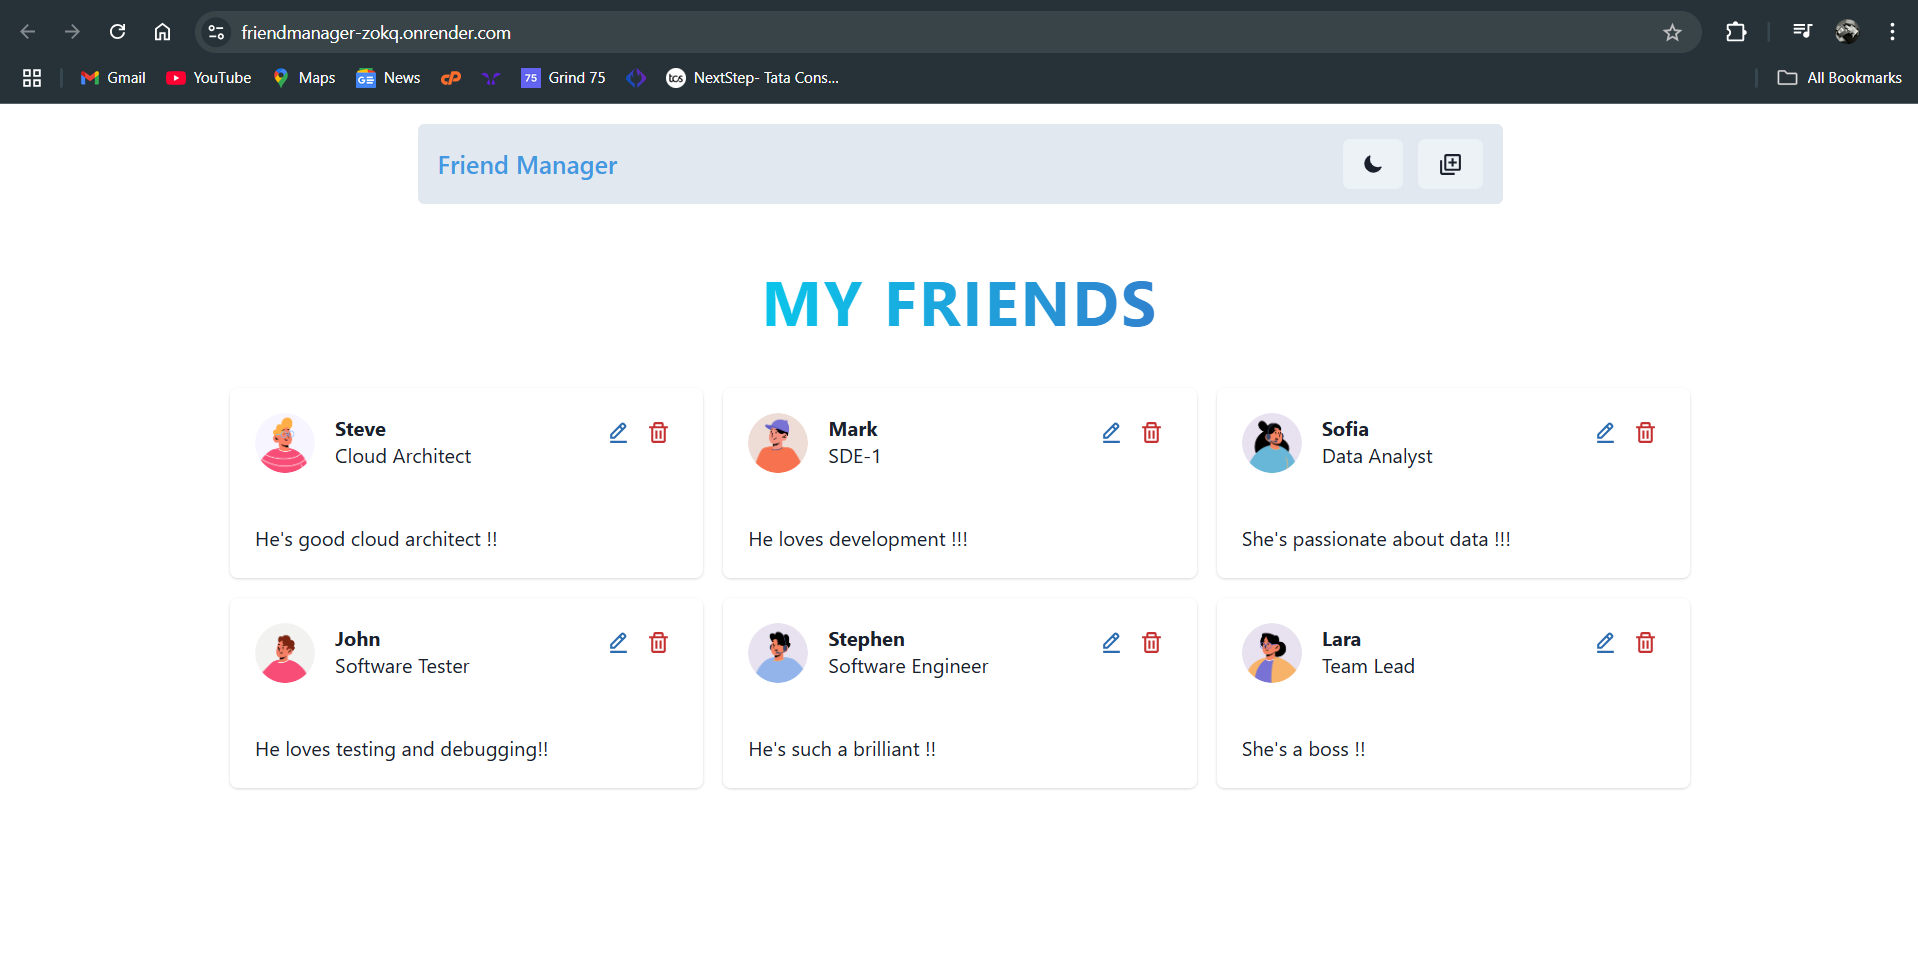 friendmanager-zokq.onrender.com
Gmail YouTube Maps News 75 Grind 75 tcs NextStep- Tata Cons... All Bookmarks
Friend Manager
MY FRIENDS
Steve
Cloud Architect
He's good cloud architect !!
Mark
SDE-1
He loves development !!!
Sofia
Data Analyst
She's passionate about data !!!
John
Software Tester
He loves testing and debugging!!
Stephen
Software Engineer
He's such a brilliant !!
Lara
Team Lead
She's a boss !!